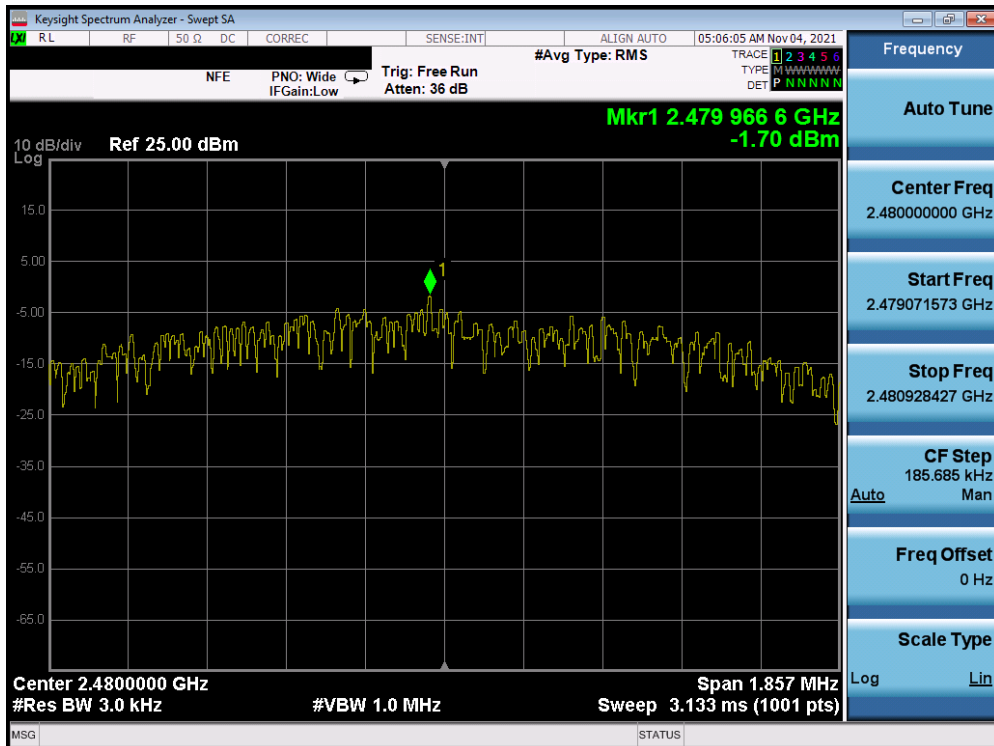 Keysight Spectrum Analyzer - Swept SA
LXI RL RF 50 Ω DC CORREC SENSE:INT ALIGN AUTO 05:06:05 AM Nov 04, 2021
NFE PNO: Wide IFGain:Low Trig: Free Run Atten: 36 dB #Avg Type: RMS
TRACE 1 2 3 4 5 6
TYPE M W W W W W
DET P N N N N N
Mkr1 2.479 966 6 GHz
-1.70 dBm
10 dB/div Ref 25.00 dBm
Log
15.0
5.00
1
-5.00
-15.0
-25.0
-35.0
-45.0
-55.0
-65.0
Center 2.4800000 GHz Span 1.857 MHz
#Res BW 3.0 kHz #VBW 1.0 MHz Sweep 3.133 ms (1001 pts)
MSG STATUS
Frequency
Auto Tune
Center Freq
2.480000000 GHz
Start Freq
2.479071573 GHz
Stop Freq
2.480928427 GHz
CF Step
185.685 kHz
Auto Man
Freq Offset
0 Hz
Scale Type
Log Lin